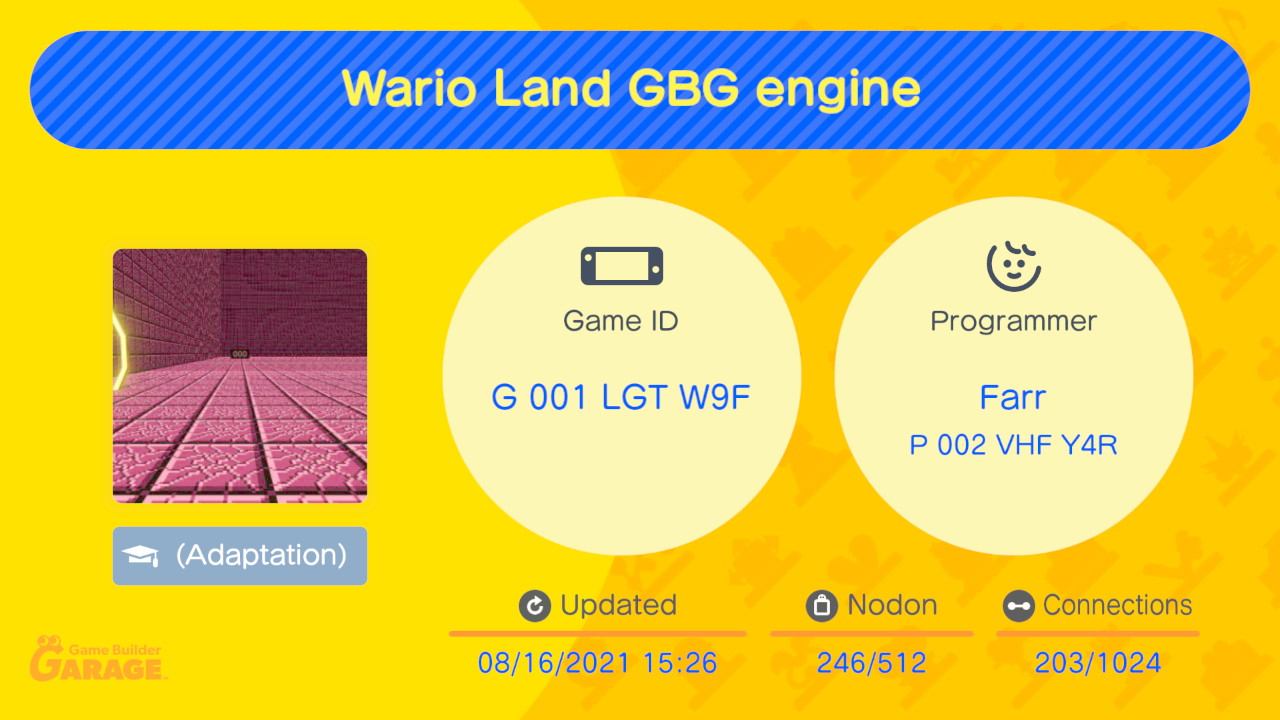 Wario Land GBG engine
000
(Adaptation)
Game ID
G 001 LGT W9F
Programmer
Farr
P 002 VHF Y4R
Updated
08/16/2021 15:26
Nodon
246/512
Connections
203/1024
Game Builder
GARAGE